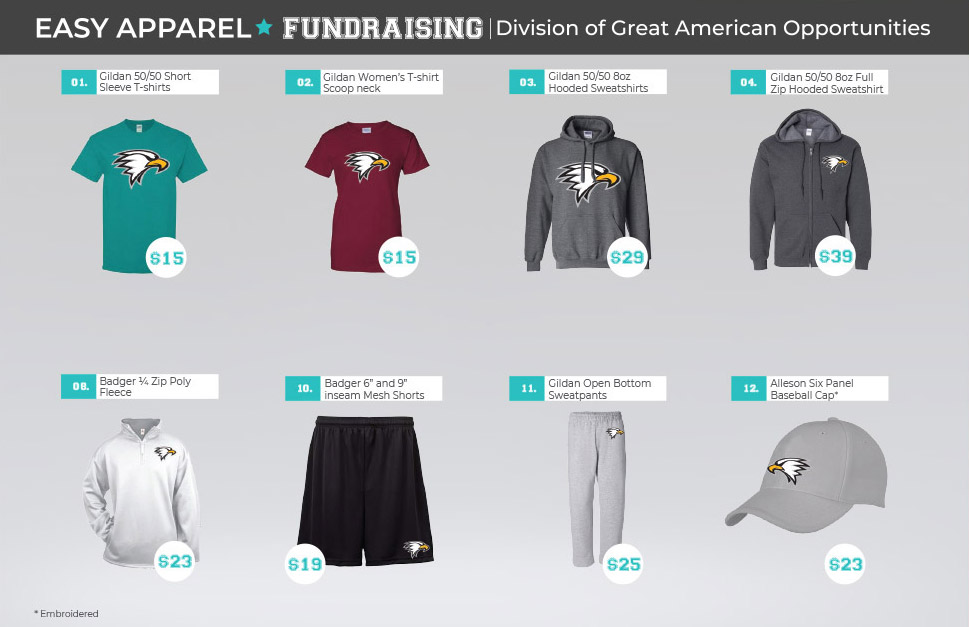 EASY APPAREL FUNDRAISING Division of Great American Opportunities
01. Gildan 50/50 Short
Sleeve T-shirts
$15
02. Gildan Women's T-shirt
Scoop neck
$15
03. Gildan 50/50 8oz
Hooded Sweatshirts
$29
04. Gildan 50/50 8oz Full
Zip Hooded Sweatshirt
$39
09. Badger ¼ Zip Poly
Fleece
$23
10. Badger 6" and 9"
inseam Mesh Shorts
$19
11. Gildan Open Bottom
Sweatpants
$25
12. Alleson Six Panel
Baseball Cap*
$23
* Embroidered